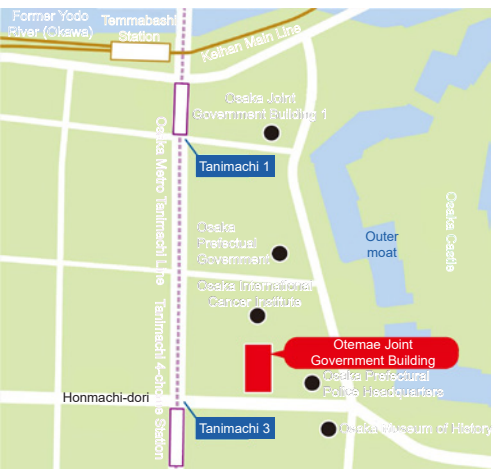 Former Yodo
River (Okawa)
Temmabashi
Station
Keihan Main Line
Osaka Joint
Government Building 1
Tanimachi 1
Osaka Metro Tanimachi Line
Osaka
Prefectual
Government
Outer
moat
Osaka Castle
Osaka International
Cancer Institute
Tanimachi 4-chome Station
Otemae Joint
Government Building
Osaka Prefectural
Police Headquarters
Honmachi-dori
Tanimachi 3
Osaka Museum of History